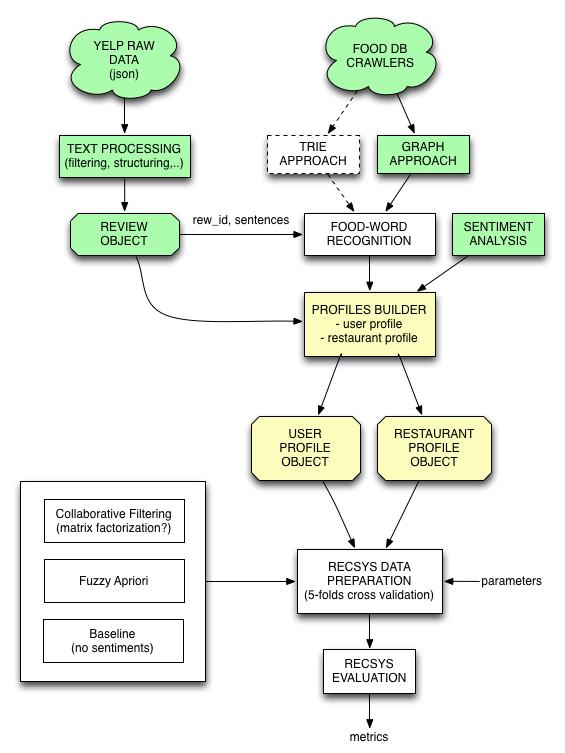 YELP RAW
DATA
(json)
FOOD DB
CRAWLERS
TEXT PROCESSING
(filtering, structuring,..)
TRIE
APPROACH
GRAPH
APPROACH
REVIEW
OBJECT
rew_id, sentences
FOOD-WORD
RECOGNITION
SENTIMENT
ANALYSIS
PROFILES BUILDER
- user profile
- restaurant profile
USER
PROFILE
OBJECT
RESTAURANT
PROFILE
OBJECT
Collaborative Filtering
(matrix factorization?)
Fuzzy Apriori
Baseline
(no sentiments)
RECSYS DATA
PREPARATION
(5-folds cross validation)
parameters
RECSYS
EVALUATION
metrics